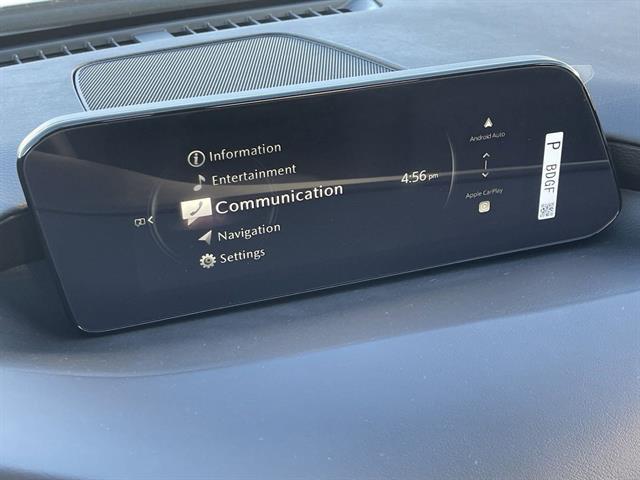 Information
Entertainment
Communication
Navigation
Settings
4:56 pm
Android Auto
Apple CarPlay
P BDGF